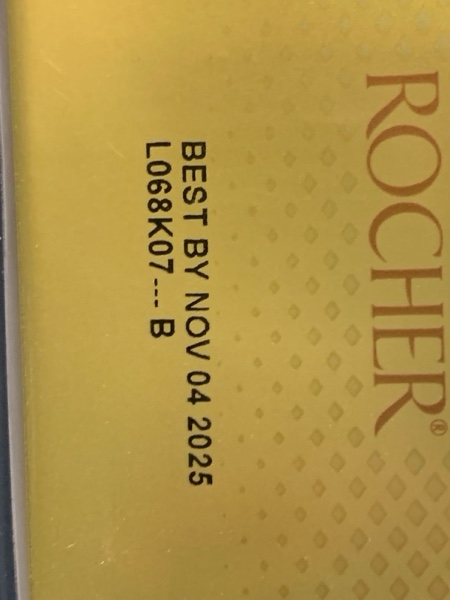 ROCHER®
BEST BY NOV 04 2025
L068K07--- B